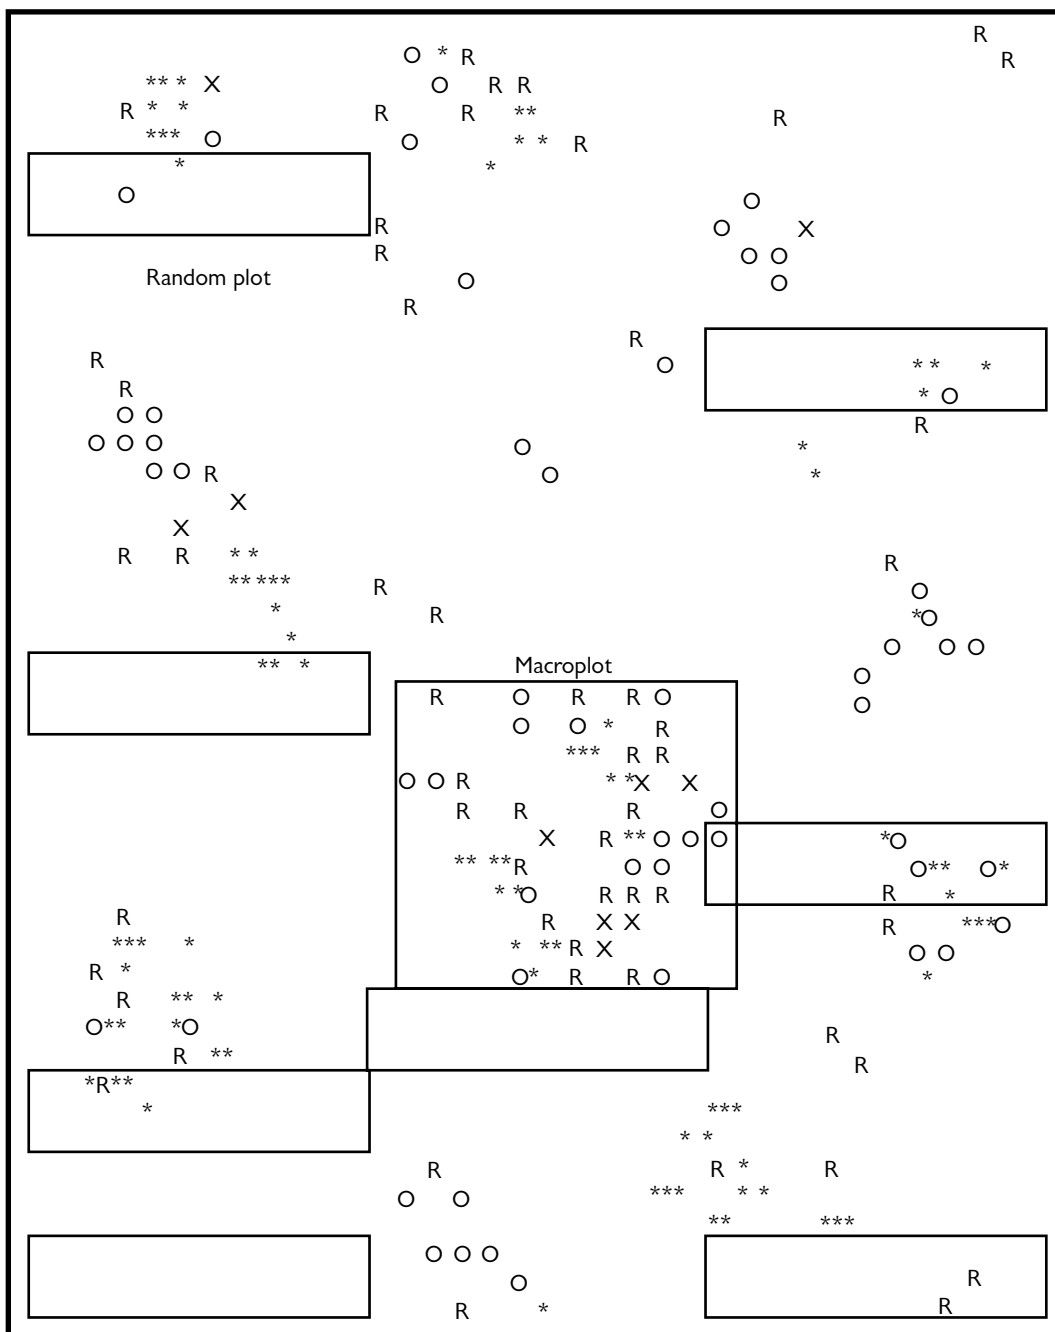 R
O * R
R
** * X
O R R
R * *
R R **
R
*** O
O * * R
*
*
O
O
R
O X
R
O O
Random plot
O
O
R
R
R
O
** *
R
* O
O O
R
O O O
O
*
O O R
O
*
X
X
R R * *
R
** ***
R
O
*
R
*O
*
O O O
** *
Macroplot
O
R O R R O
O
O O * R
*** R R
O O R * * X X
R R R O
X R ** O O O
*O
** ** R O O
O ** O *
* * O R R R
R *
R
R X X
R ***O
*** *
* ** R X
O O
R *
O* R R O
*
R ** *
O ** *O
R
R **
R
*R**
*
***
* *
R
R * R
O O
*** * *
** ***
O O O
O
R
R *
R